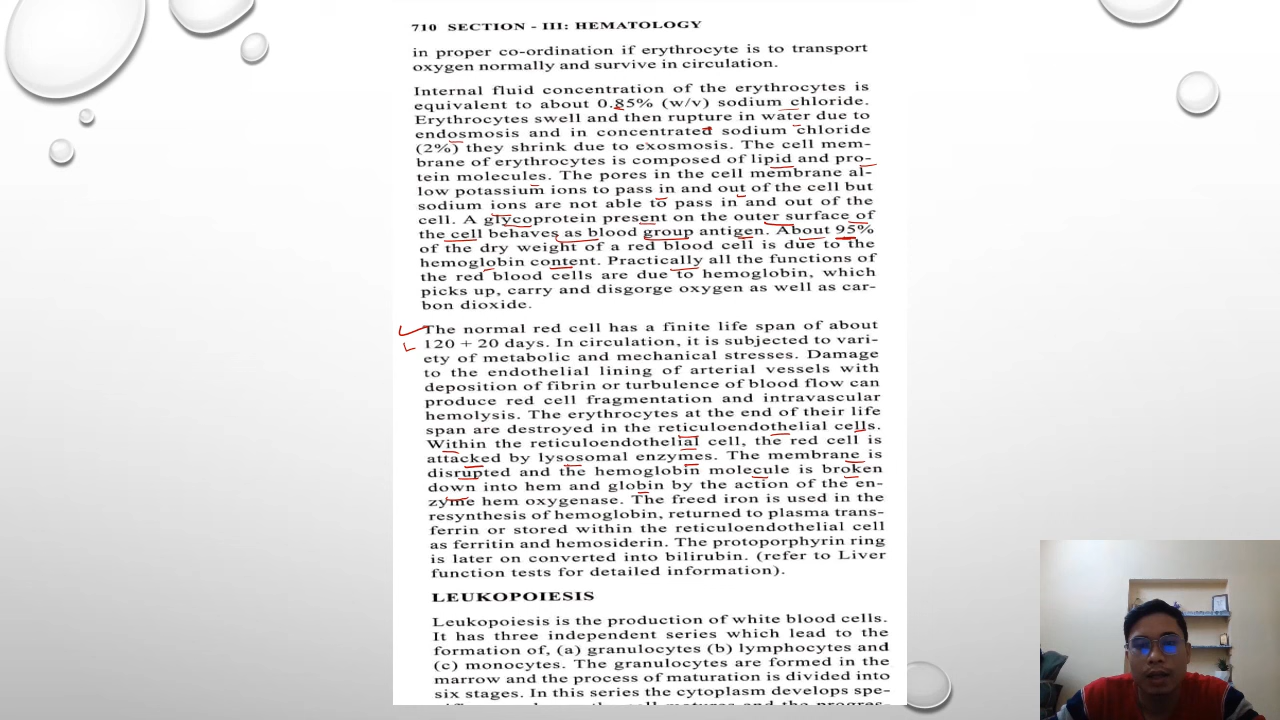 710 SECTION - III: HEMATOLOGY
in proper co-ordination if erythrocyte is to transport
oxygen normally and survive in circulation.
Internal fluid concentration of the erythrocytes is
equivalent to about 0.85% (w/v) sodium chloride.
Erythrocytes swell and then rupture in water due to
endosmosis and in concentrated sodium chloride
(2%) they shrink due to exosmosis. The cell mem-
brane of erythrocytes is composed of lipid and pro-
tein molecules. The pores in the cell membrane al-
low potassium ions to pass in and out of the cell but
sodium ions are not able to pass in and out of the
cell. A glycoprotein present on the outer surface of
the cell behaves as blood group antigen. About 95%
of the dry weight of a red blood cell is due to the
hemoglobin content. Practically all the functions of
the red blood cells are due to hemoglobin, which
picks up, carry and disgorge oxygen as well as car-
bon dioxide.
The normal red cell has a finite life span of about
120 + 20 days. In circulation, it is subjected to vari-
ety of metabolic and mechanical stresses. Damage
to the endothelial lining of arterial vessels with
deposition of fibrin or turbulence of blood flow can
produce red cell fragmentation and intravascular
hemolysis. The erythrocytes at the end of their life
span are destroyed in the reticuloendothelial cells.
Within the reticuloendothelial cell, the red cell is
attacked by lysosomal enzymes. The membrane is
disrupted and the hemoglobin molecule is broken
down into hem and globin by the action of the en-
zyme hem oxygenase. The freed iron is used in the
resynthesis of hemoglobin, returned to plasma trans-
ferrin or stored within the reticuloendothelial cell
as ferritin and hemosiderin. The protoporphyrin ring
is later on converted into bilirubin. (refer to Liver
function tests for detailed information).
LEUKOPOIESIS
Leukopoiesis is the production of white blood cells.
It has three independent series which lead to the
formation of, (a) granulocytes (b) lymphocytes and
(c) monocytes. The granulocytes are formed in the
marrow and the process of maturation is divided into
six stages. In this series the cytoplasm develops spe-